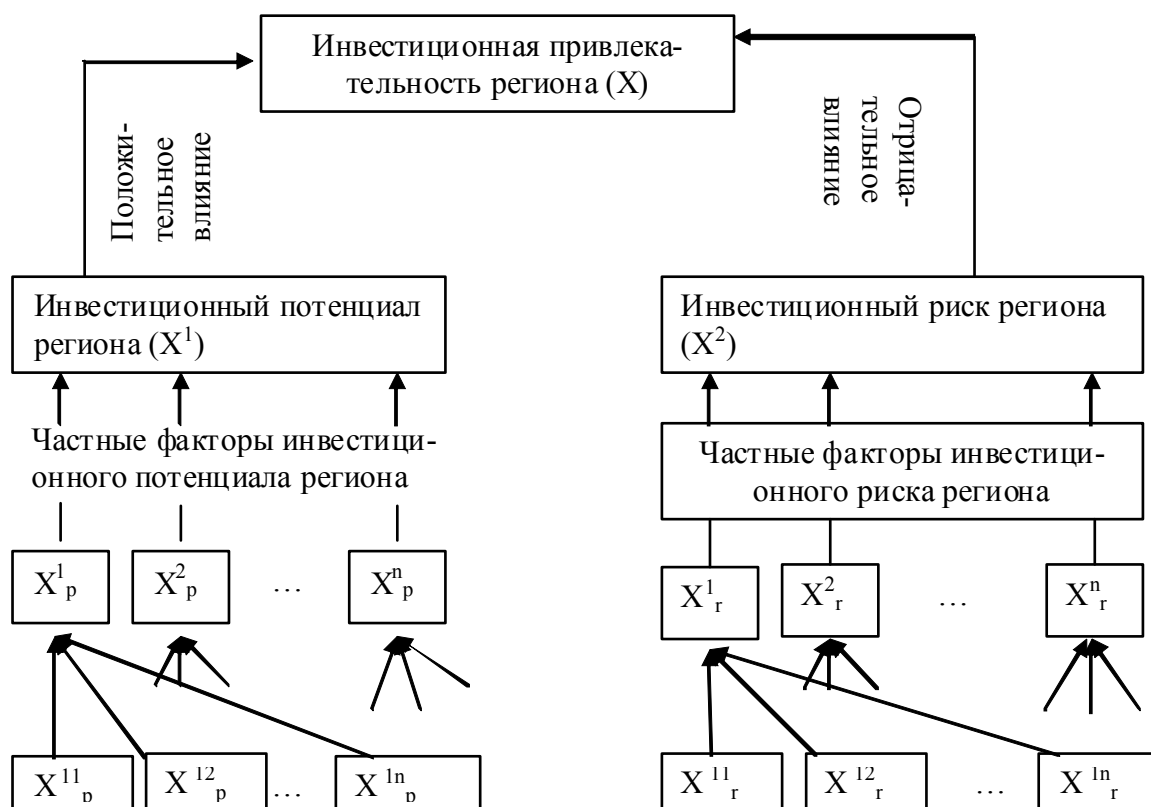 Инвестиционная привлека-
тельность региона (X)
Положи-
тельное
влияние
Отрица-
тельное
влияние
Инвестиционный потенциал
региона (X¹)
Инвестиционный риск региона
(X²)
Частные факторы инвестици-
онного потенциала региона
Частные факторы инвестици-
онного риска региона
X¹ₚ X²ₚ … Xⁿₚ
X¹ᵣ X²ᵣ … Xⁿᵣ
X¹¹ₚ X¹²ₚ … X¹ⁿₚ
X¹¹ᵣ X¹²ᵣ … X¹ⁿᵣ